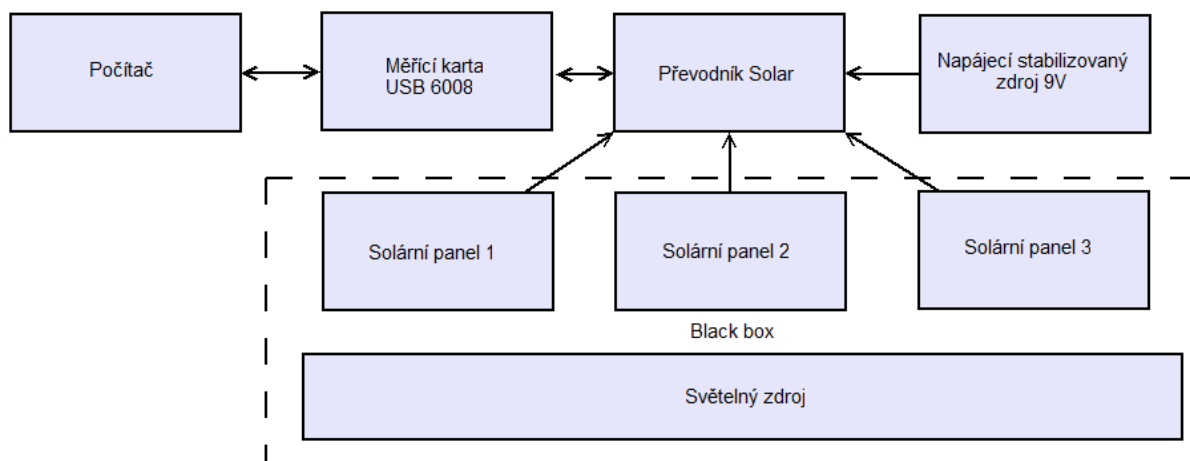 Počítač
Měřící karta
USB 6008
Převodník Solar
Napájecí stabilizovaný
zdroj 9V
Solární panel 1
Solární panel 2
Solární panel 3
Black box
Světelný zdroj